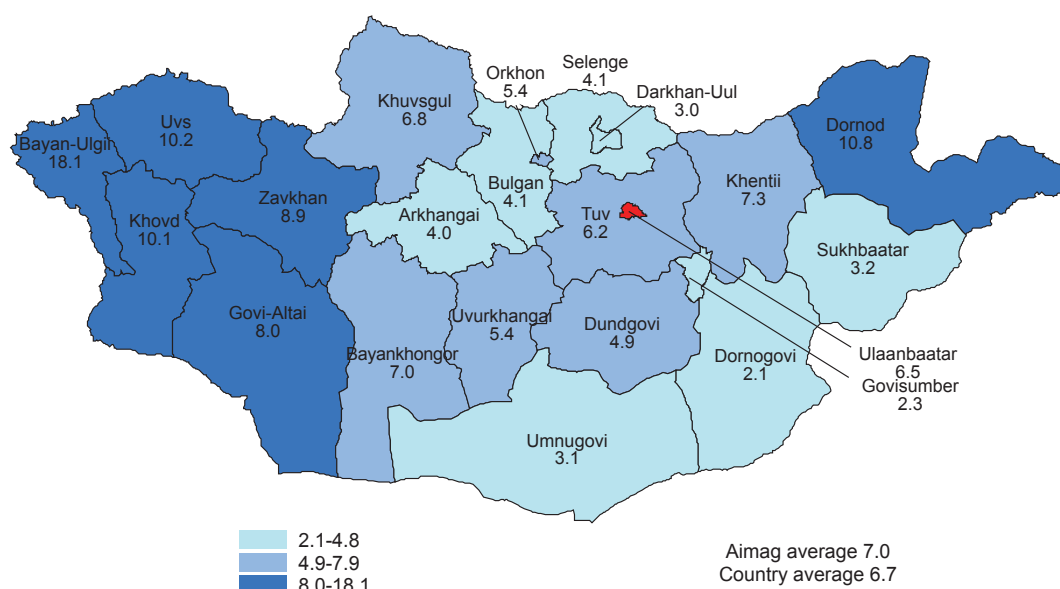 Orkhon
5.4
Selenge
4.1
Darkhan-Uul
3.0
Khuvsgul
6.8
Uvs
10.2
Bayan-Ulgii
18.1
Dornod
10.8
Zavkhan
8.9
Khovd
10.1
Bulgan
4.1
Arkhangai
4.0
Khentii
7.3
Tuv
6.2
Sukhbaatar
3.2
Govi-Altai
8.0
Uvurkhangai
5.4
Dundgovi
4.9
Bayankhongor
7.0
Dornogovi
2.1
Ulaanbaatar
6.5
Govisumber
2.3
Umnugovi
3.1
2.1-4.8
4.9-7.9
8.0-18.1
Aimag average 7.0
Country average 6.7